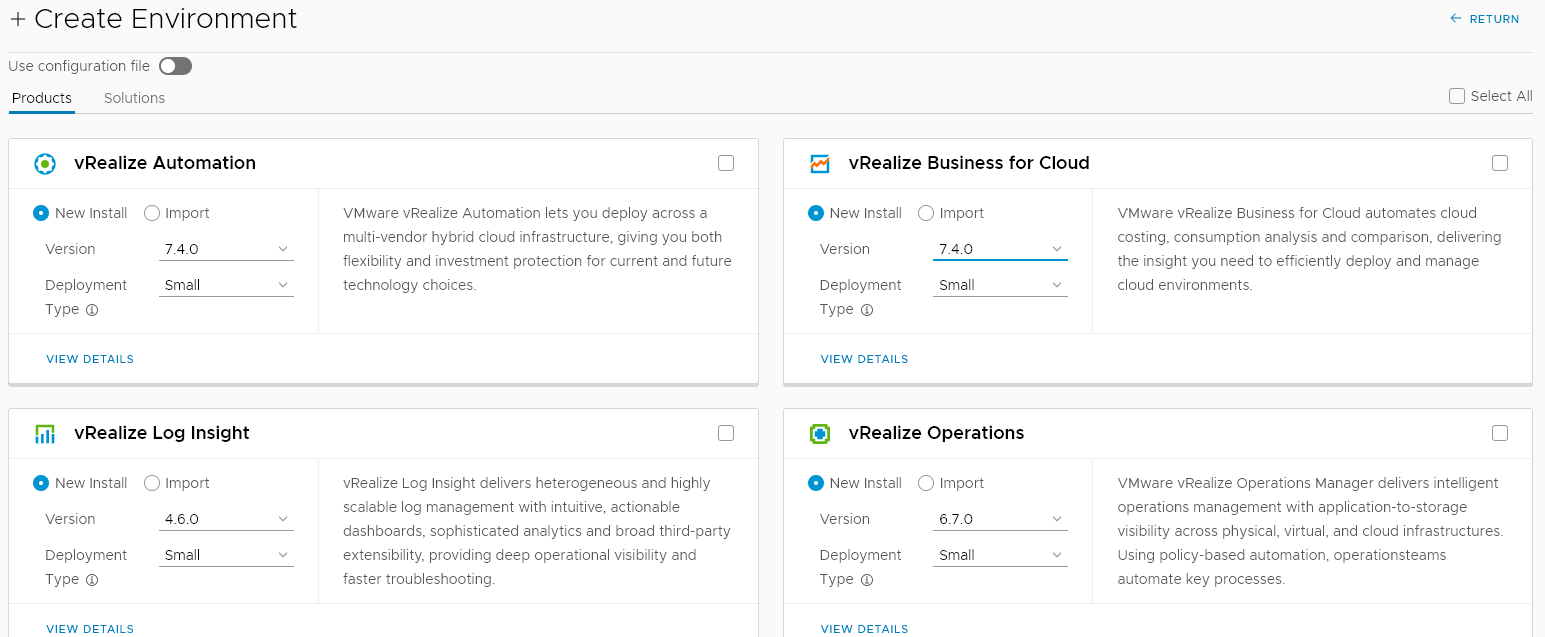 + Create Environment
← RETURN
Use configuration file
Products Solutions
Select All
vRealize Automation
New Install Import
Version 7.4.0
Deployment Small
Type
VMware vRealize Automation lets you deploy across a
multi-vendor hybrid cloud infrastructure, giving you both
flexibility and investment protection for current and future
technology choices.
VIEW DETAILS
vRealize Business for Cloud
New Install Import
Version 7.4.0
Deployment Small
Type
VMware vRealize Business for Cloud automates cloud
costing, consumption analysis and comparison, delivering
the insight you need to efficiently deploy and manage
cloud environments.
VIEW DETAILS
vRealize Log Insight
New Install Import
Version 4.6.0
Deployment Small
Type
vRealize Log Insight delivers heterogeneous and highly
scalable log management with intuitive, actionable
dashboards, sophisticated analytics and broad third-party
extensibility, providing deep operational visibility and
faster troubleshooting.
VIEW DETAILS
vRealize Operations
New Install Import
Version 6.7.0
Deployment Small
Type
VMware vRealize Operations Manager delivers intelligent
operations management with application-to-storage
visibility across physical, virtual, and cloud infrastructures.
Using policy-based automation, operationsteams
automate key processes.
VIEW DETAILS